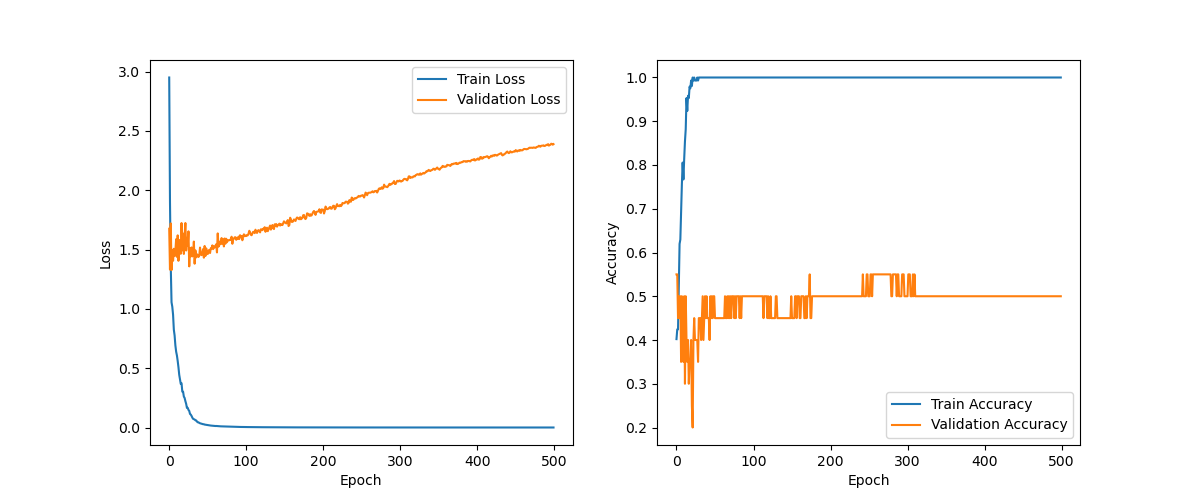 3.0
2.5
2.0
1.5
1.0
0.5
0.0
Loss
Train Loss
Validation Loss
0 100 200 300 400 500
Epoch
1.0
0.9
0.8
0.7
0.6
0.5
0.4
0.3
0.2
Accuracy
Train Accuracy
Validation Accuracy
0 100 200 300 400 500
Epoch